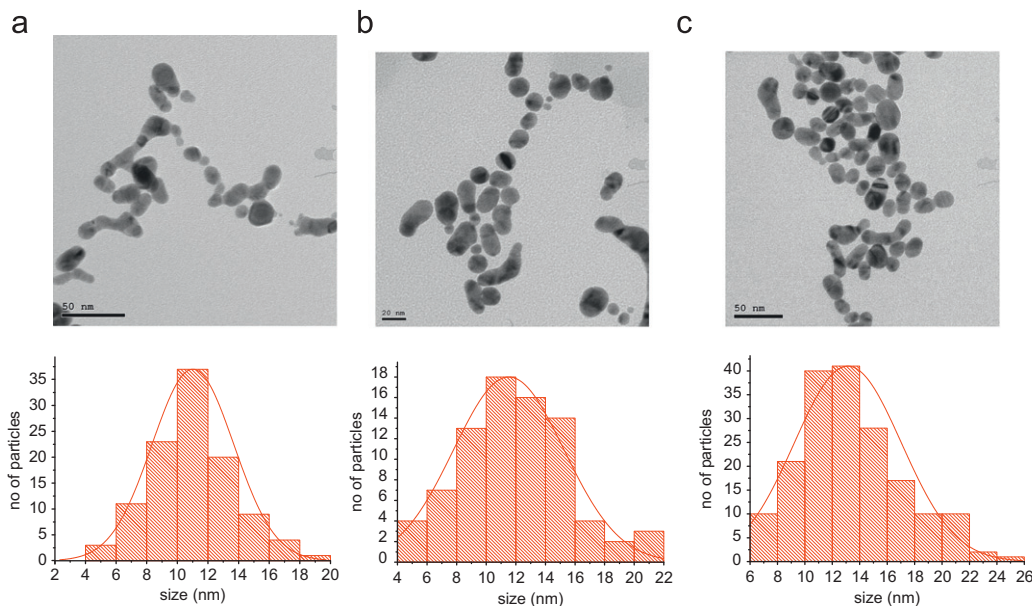 a
b
c
50 nm
20 nm
50 nm
35
30
25
20
15
10
5
0
no of particles
2 4 6 8 10 12 14 16 18 20
size (nm)
18
16
14
12
10
8
6
4
2
0
no of particles
4 6 8 10 12 14 16 18 20 22
size (nm)
40
35
30
25
20
15
10
5
0
no of particles
6 8 10 12 14 16 18 20 22 24 26
size (nm)